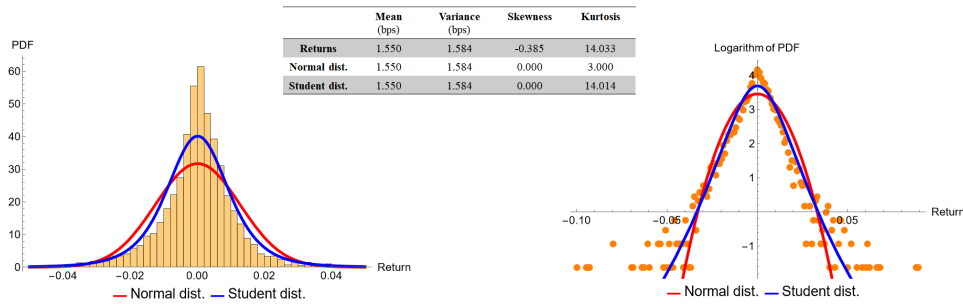 Mean Variance Skewness Kurtosis
(bps) (bps)
Returns 1.550 1.584 -0.385 14.033
Normal dist. 1.550 1.584 0.000 3.000
Student dist. 1.550 1.584 0.000 14.014
PDF
60
50
40
30
20
10
0
−0.04 −0.02 0.00 0.02 0.04 Return
Normal dist. Student dist.
Logarithm of PDF
4
3
2
1
−0.10 −0.05 0.05 Return
−1
Normal dist. Student dist.